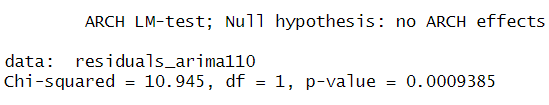 ARCH LM-test; Null hypothesis: no ARCH effects
data: residuals_arima110
Chi-squared = 10.945, df = 1, p-value = 0.0009385